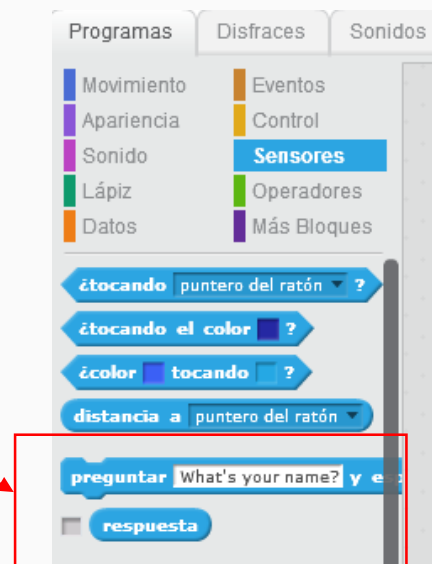 Programas Disfraces Sonidos
Movimiento Eventos
Apariencia Control
Sonido Sensores
Lápiz Operadores
Datos Más Bloques
¿tocando puntero del ratón ?
¿tocando el color ?
¿color tocando ?
distancia a puntero del ratón
preguntar What's your name? y
respuesta